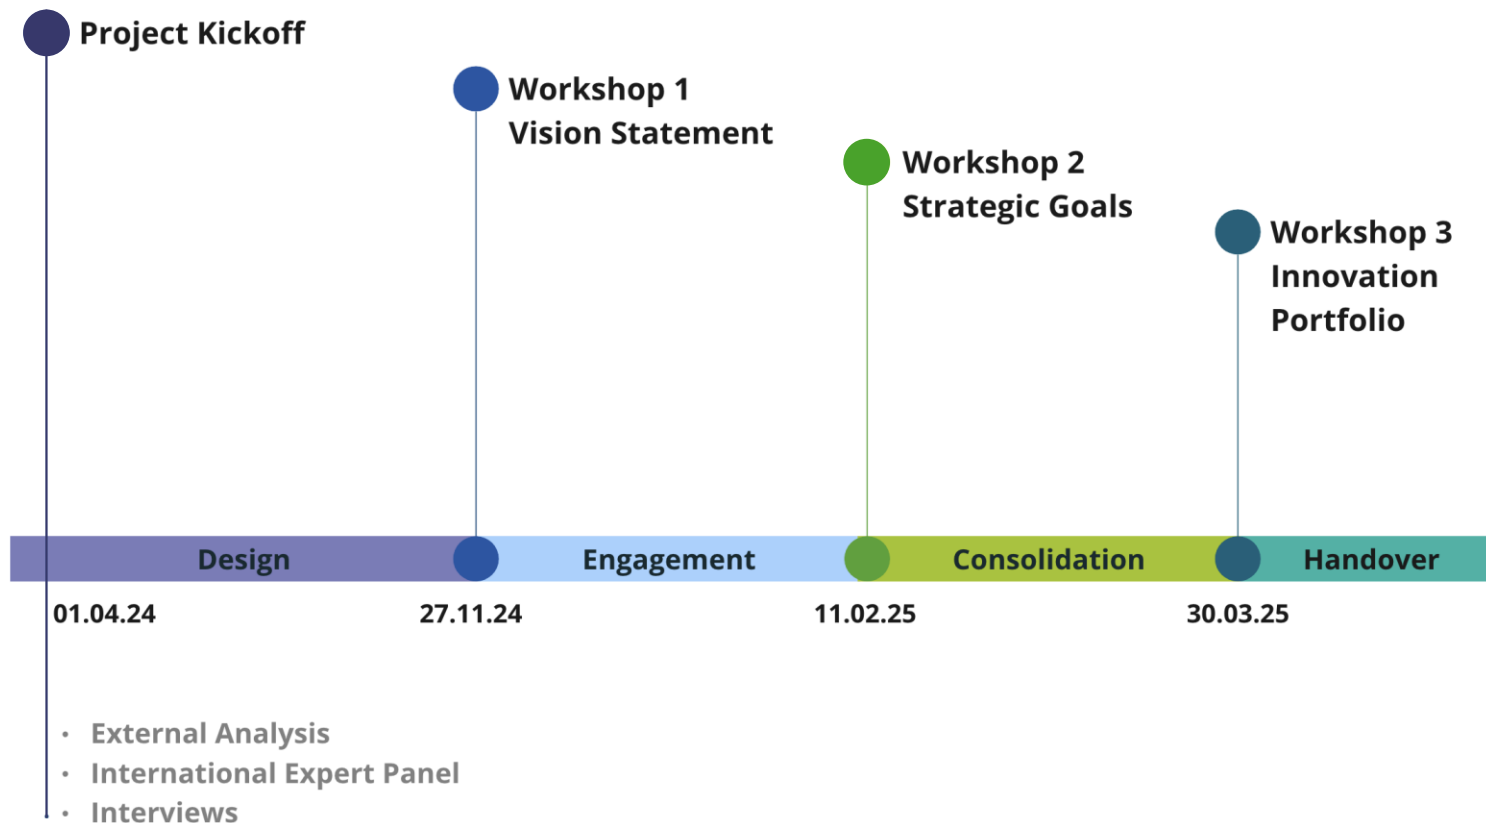 Project Kickoff
Workshop 1
Vision Statement
Workshop 2
Strategic Goals
Workshop 3
Innovation
Portfolio
Design
Engagement
Consolidation
Handover
01.04.24
27.11.24
11.02.25
30.03.25
· External Analysis
· International Expert Panel
· Interviews